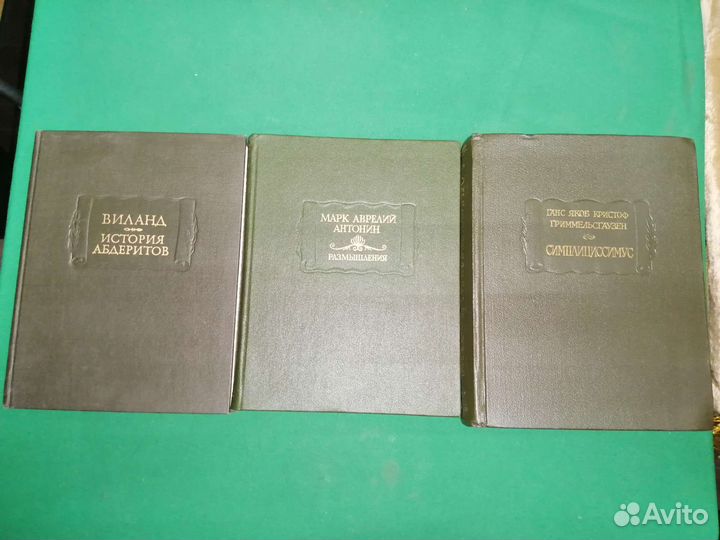 ВИЛАНД
ИСТОРИЯ
АБДЕРИТОВ
МАРК АВРЕЛИЙ
АНТОНИН
РАЗМЫШЛЕНИЯ
ГАНС ЯКОБ КРИСТОФ
ГРИММЕЛЬСГАУЗЕН
СИМПЛИЦИССИМУС
Avito